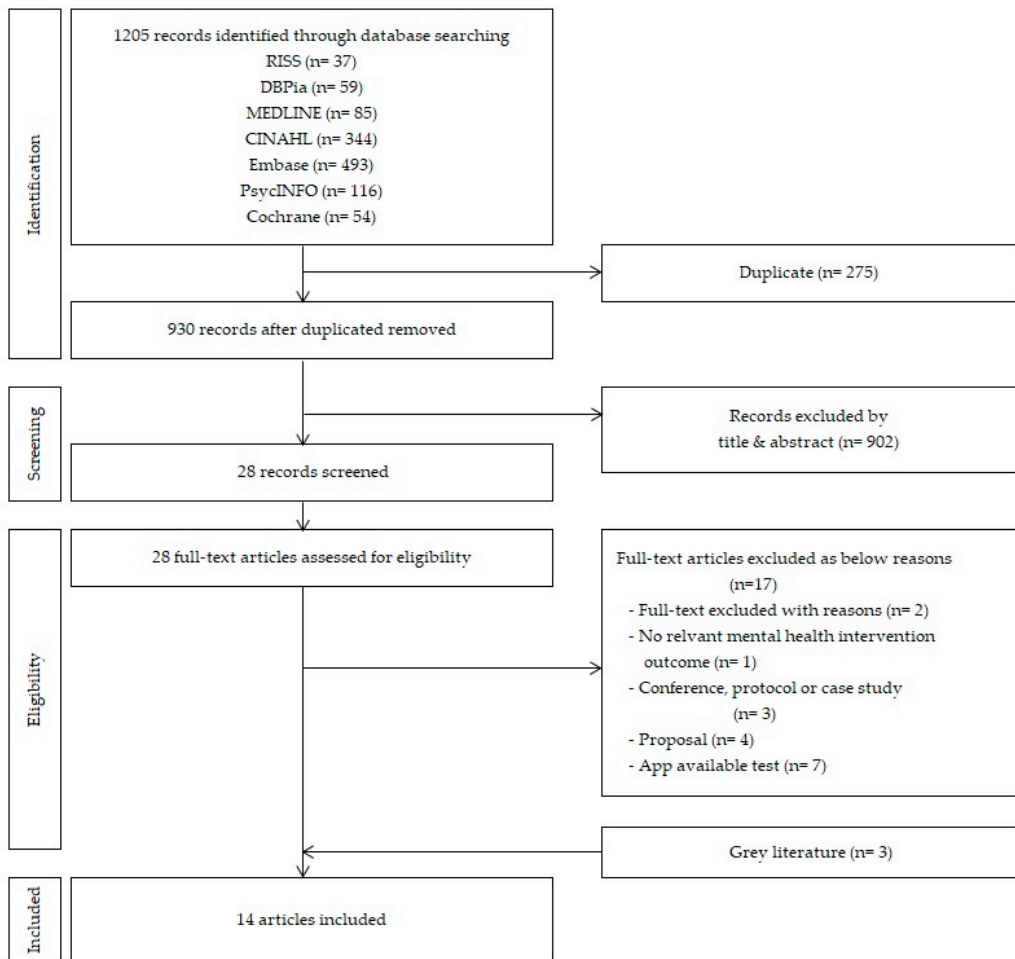 Identification
1205 records identified through database searching
RISS (n= 37)
DBPia (n= 59)
MEDLINE (n= 85)
CINAHL (n= 344)
Embase (n= 493)
PsycINFO (n= 116)
Cochrane (n= 54)
Duplicate (n= 275)
930 records after duplicated removed
Screening
Records excluded by
title & abstract (n= 902)
28 records screened
Eligibility
28 full-text articles assessed for eligibility
Full-text articles excluded as below reasons
(n=17)
- Full-text excluded with reasons (n= 2)
- No relvant mental health intervention
outcome (n= 1)
- Conference, protocol or case study
(n= 3)
- Proposal (n= 4)
- App available test (n= 7)
Grey literature (n= 3)
Included
14 articles included